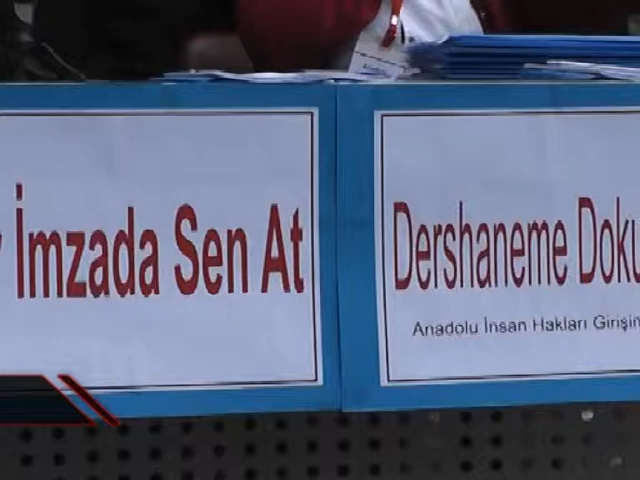 İmzada Sen At
Dershaneme Doku
Anadolu İnsan Hakları Girişim